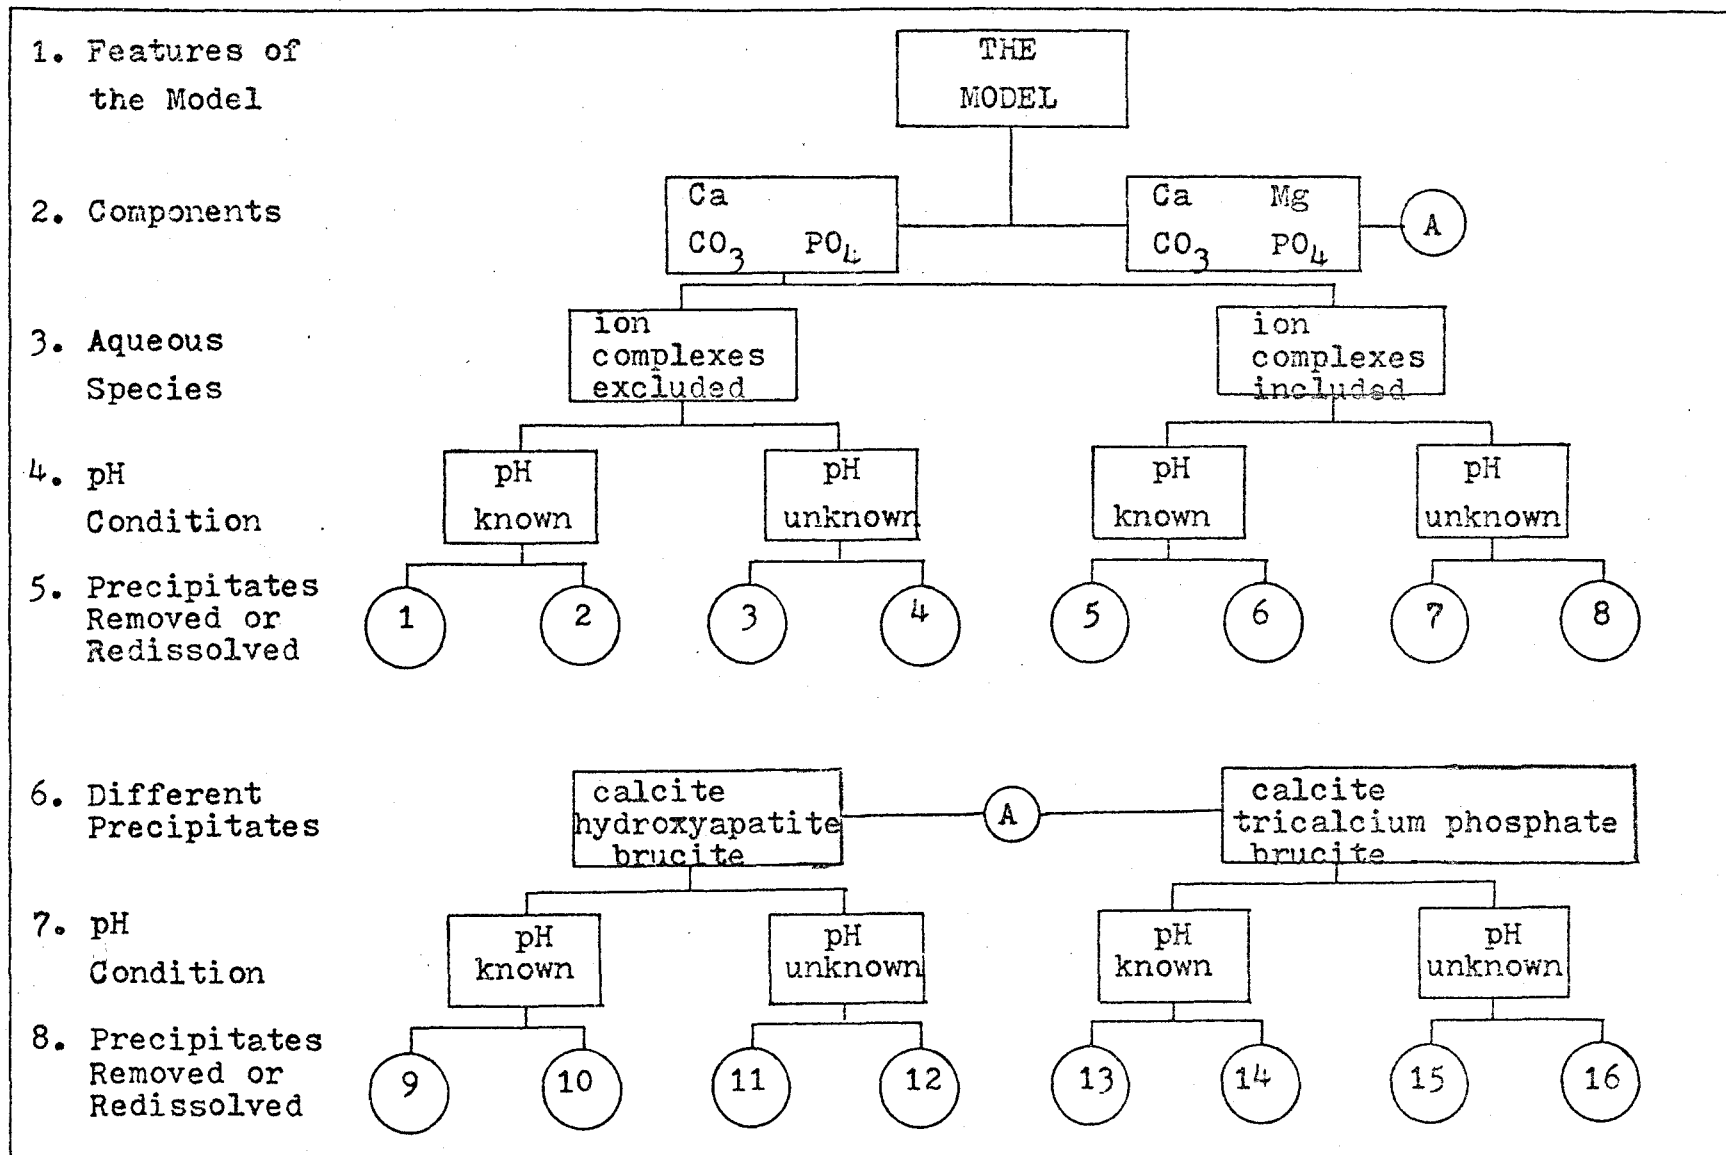 1. Features of
the Model
THE
MODEL
2. Components
Ca
CO3 PO4
Ca Mg
CO3 PO4
A
3. Aqueous
Species
ion
complexes
excluded
ion
complexes
included
4. pH
Condition
pH
known
pH
unknown
pH
known
pH
unknown
5. Precipitates
Removed or
Redissolved
1
2
3
4
5
6
7
8
6. Different
Precipitates
calcite
hydroxyapatite
brucite
A
calcite
tricalcium phosphate
brucite
7. pH
Condition
pH
known
pH
unknown
pH
known
pH
unknown
8. Precipitates
Removed or
Redissolved
9
10
11
12
13
14
15
16